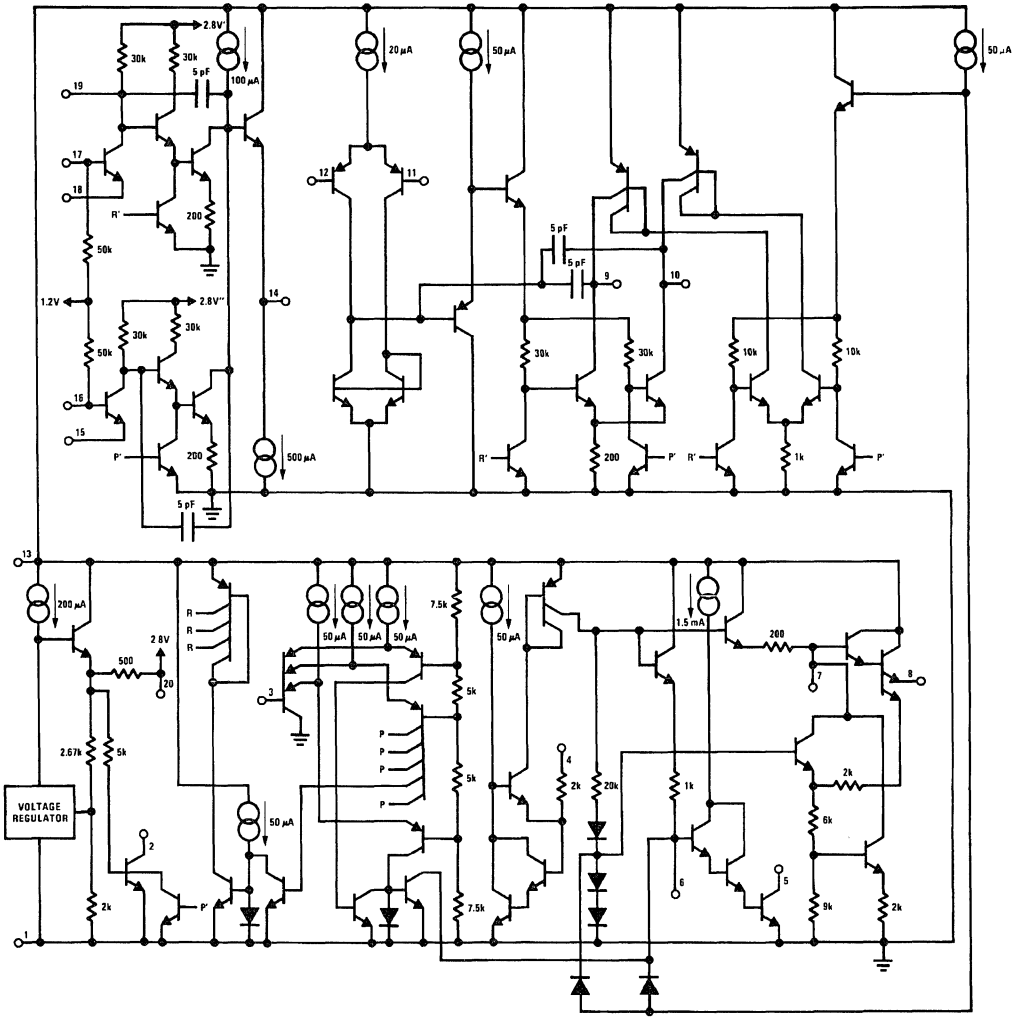 2.8V'
20 µA
50 µA
50 µA
30k
30k
5 pF
100 µA
19
17
12
11
18
R'
200
5 pF
50k
5 pF
9
10
1.2V
2.8V''
14
30k
30k
30k
30k
10k
10k
50k
16
15
P'
200
500 µA
R'
200
P'
R'
1k
P'
5 pF
13
200 µA
R
R
R
50 µA
50 µA
50 µA
7.5k
50 µA
1.5 mA
2 8V
500
20
200
7
8
3
5k
P
P
P
P
4
2.67k
5k
5k
2k
20k
1k
2k
VOLTAGE
REGULATOR
50 µA
6k
2
6
5
2k
P'
7.5k
9k
2k
1